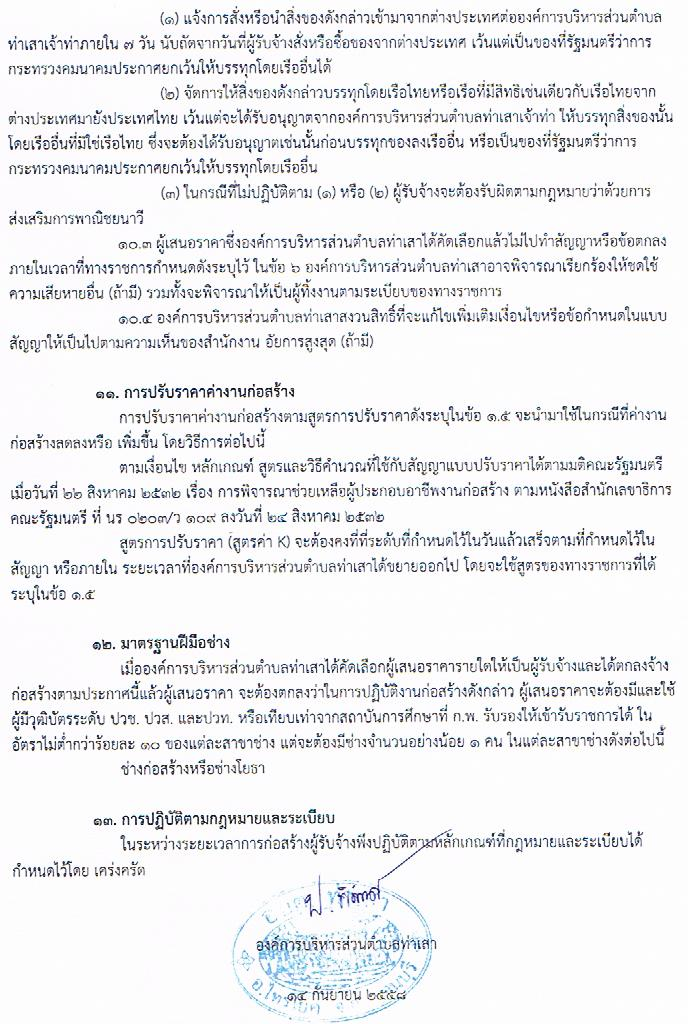 (๑) แจ้งการสั่งหรือนำสิ่งของดังกล่าวเข้ามาจากต่างประเทศต่อองค์การบริหารส่วนตำบล
ท่าเสาเจ้าท่าภายใน ๗ วัน นับถัดจากวันที่ผู้รับจ้างสั่งหรือซื้อของจากต่างประเทศ เว้นแต่เป็นของที่รัฐมนตรีว่าการ
กระทรวงคมนาคมประกาศยกเว้นให้บรรทุกโดยเรืออื่นได้
(๒) จัดการให้สิ่งของดังกล่าวบรรทุกโดยเรือไทยหรือเรือที่มีสิทธิเช่นเดียวกับเรือไทยจาก
ต่างประเทศมายังประเทศไทย เว้นแต่จะได้รับอนุญาตจากองค์การบริหารส่วนตำบลท่าเสาเจ้าท่า ให้บรรทุกสิ่งของนั้น
โดยเรืออื่นที่มิใช่เรือไทย ซึ่งจะต้องได้รับอนุญาตเช่นนั้นก่อนบรรทุกของลงเรืออื่น หรือเป็นของที่รัฐมนตรีว่าการ
กระทรวงคมนาคมประกาศยกเว้นให้บรรทุกโดยเรืออื่น
(๓) ในกรณีที่ไม่ปฏิบัติตาม (๑) หรือ (๒) ผู้รับจ้างจะต้องรับผิดตามกฎหมายว่าด้วยการ
ส่งเสริมการพาณิชยนาวี
๑๐.๓ ผู้เสนอราคาซึ่งองค์การบริหารส่วนตำบลท่าเสาได้คัดเลือกแล้วไม่ไปทำสัญญาหรือข้อตกลง
ภายในเวลาที่ทางราชการกำหนดดังระบุไว้ ในข้อ ๖ องค์การบริหารส่วนตำบลท่าเสาอาจพิจารณาเรียกร้องให้ชดใช้
ความเสียหายอื่น (ถ้ามี) รวมทั้งจะพิจารณาให้เป็นผู้ทิ้งงานตามระเบียบของทางราชการ
๑๐.๔ องค์การบริหารส่วนตำบลท่าเสาสงวนสิทธิ์ที่จะแก้ไขเพิ่มเติมเงื่อนไขหรือข้อกำหนดในแบบ
สัญญาให้เป็นไปตามความเห็นของสำนักงาน อัยการสูงสุด (ถ้ามี)
๑๑. การปรับราคาค่างานก่อสร้าง
การปรับราคาค่างานก่อสร้างตามสูตรการปรับราคาดังระบุในข้อ ๑.๕ จะนำมาใช้ในกรณีที่ค่างาน
ก่อสร้างลดลงหรือ เพิ่มขึ้น โดยวิธีการต่อไปนี้
ตามเงื่อนไข หลักเกณฑ์ สูตรและวิธีคำนวณที่ใช้กับสัญญาแบบปรับราคาได้ตามมติคณะรัฐมนตรี
เมื่อวันที่ ๒๒ สิงหาคม ๒๕๓๒ เรื่อง การพิจารณาช่วยเหลือผู้ประกอบอาชีพงานก่อสร้าง ตามหนังสือสำนักเลขาธิการ
คณะรัฐมนตรี ที่ นร ๐๒๐๓/ว ๑๐๙ ลงวันที่ ๒๔ สิงหาคม ๒๕๓๒
สูตรการปรับราคา (สูตรค่า K) จะต้องคงที่ที่ระดับที่กำหนดไว้ในวันแล้วเสร็จตามที่กำหนดไว้ใน
สัญญา หรือภายใน ระยะเวลาที่องค์การบริหารส่วนตำบลท่าเสาได้ขยายออกไป โดยจะใช้สูตรของทางราชการที่ได้
ระบุในข้อ ๑.๕
๑๒. มาตรฐานฝีมือช่าง
เมื่อองค์การบริหารส่วนตำบลท่าเสาได้คัดเลือกผู้เสนอราคารายใดให้เป็นผู้รับจ้างและได้ตกลงจ้าง
ก่อสร้างตามประกาศนี้แล้วผู้เสนอราคา จะต้องตกลงว่าในการปฏิบัติงานก่อสร้างดังกล่าว ผู้เสนอราคาจะต้องมีและใช้
ผู้มีวุฒิบัตรระดับ ปวช. ปวส. และปวท. หรือเทียบเท่าจากสถาบันการศึกษาที่ ก.พ. รับรองให้เข้ารับราชการได้ ใน
อัตราไม่ต่ำกว่าร้อยละ ๑๐ ของแต่ละสาขาช่าง แต่จะต้องมีช่างจำนวนอย่างน้อย ๑ คน ในแต่ละสาขาช่างดังต่อไปนี้
ช่างก่อสร้างหรือช่างโยธา
๑๓. การปฏิบัติตามกฎหมายและระเบียบ
ในระหว่างระยะเวลาการก่อสร้างผู้รับจ้างพึงปฏิบัติตามหลักเกณฑ์ที่กฎหมายและระเบียบได้
กำหนดไว้โดย เคร่งครัด
องค์การบริหารส่วนตำบลท่าเสา
๑๔ กันยายน ๒๕๕๘